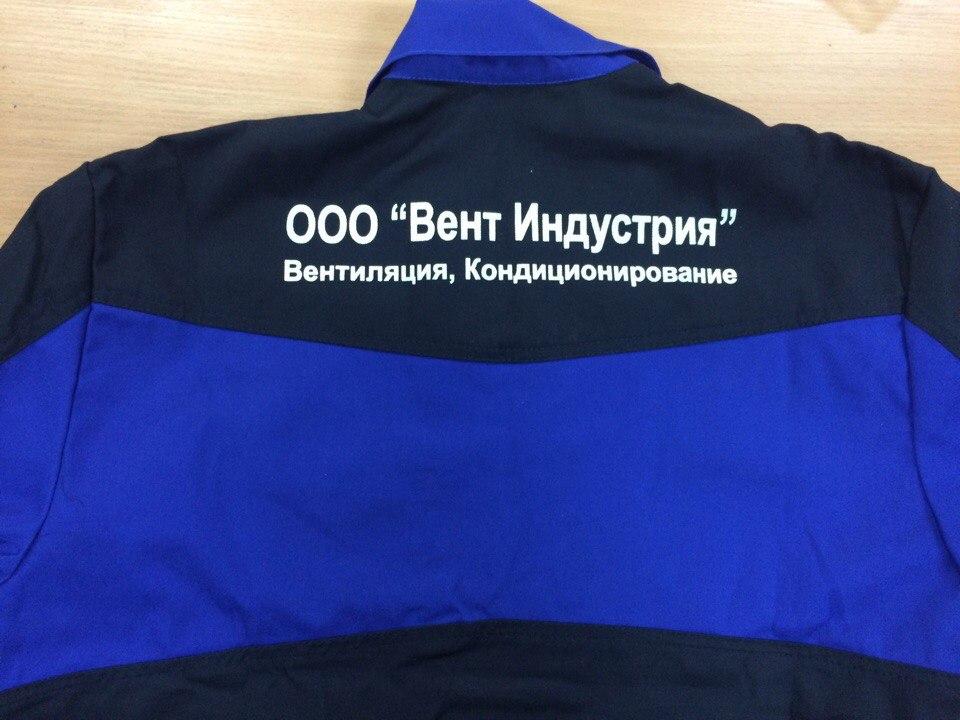 ООО “Вент Индустрия”
Вентиляция, Кондиционирование